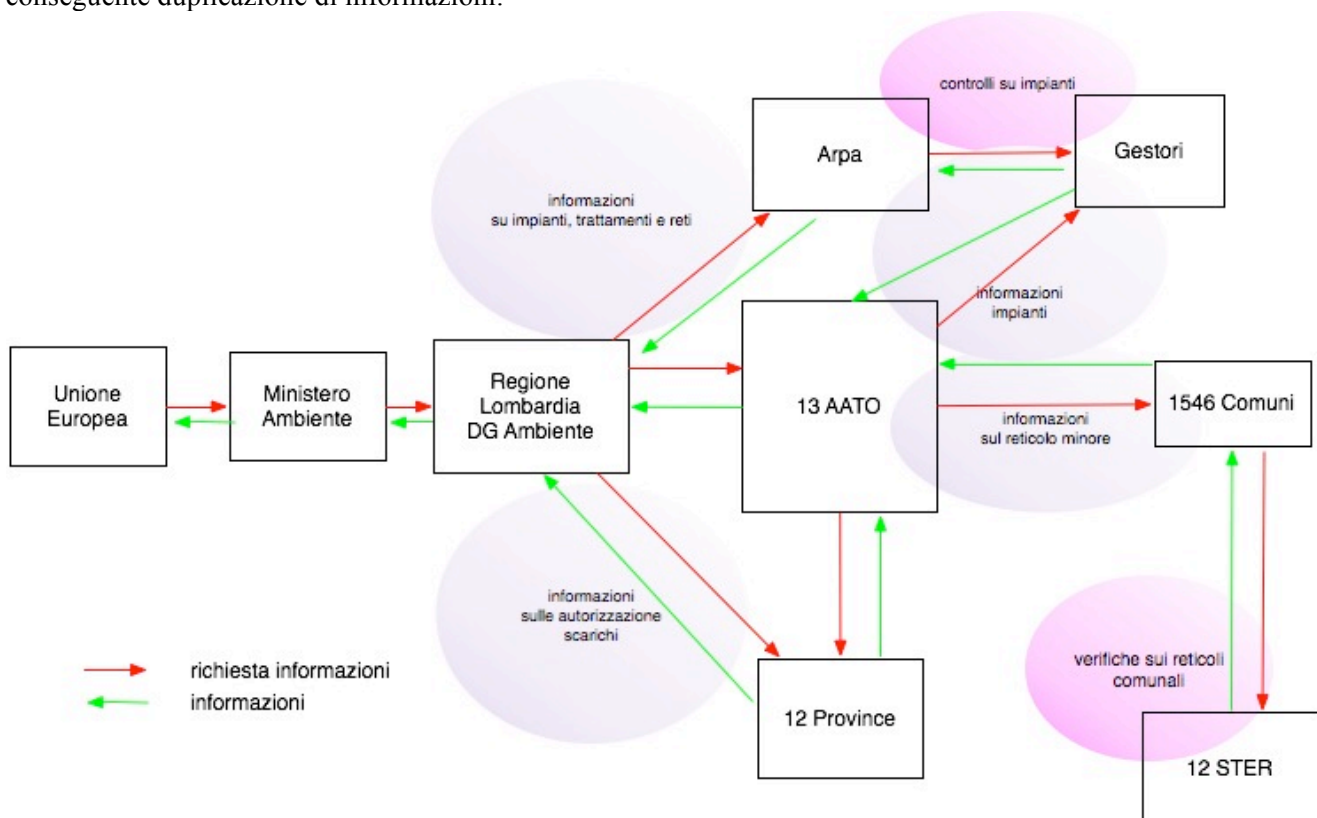 conseguente duplicazione di informazioni.
controlli su impianti
Arpa
Gestori
informazioni
su impianti, trattamenti e reti
informazioni
impianti
Unione
Europea
Ministero
Ambiente
Regione
Lombardia
DG Ambiente
13 AATO
1546 Comuni
informazioni
sul reticolo minore
informazioni
sulle autorizzazione
scarichi
richiesta informazioni
informazioni
12 Province
verifiche sui reticoli
comunali
12 STER